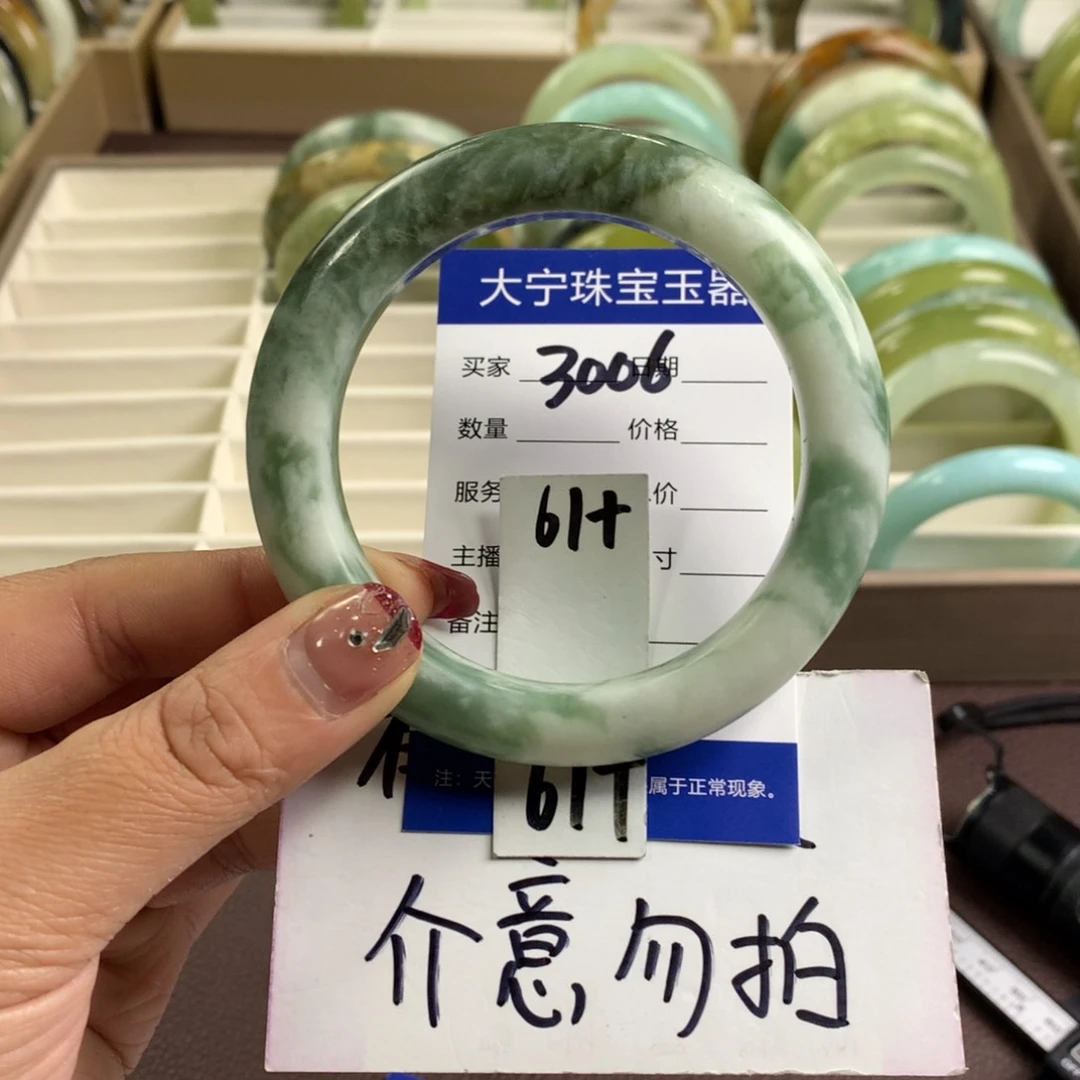 大宁珠宝玉器
买家 3006 日期
数量 价格
服务 价
61+
主播 寸
备注
61+
注：天 属于正常现象。
介意勿拍